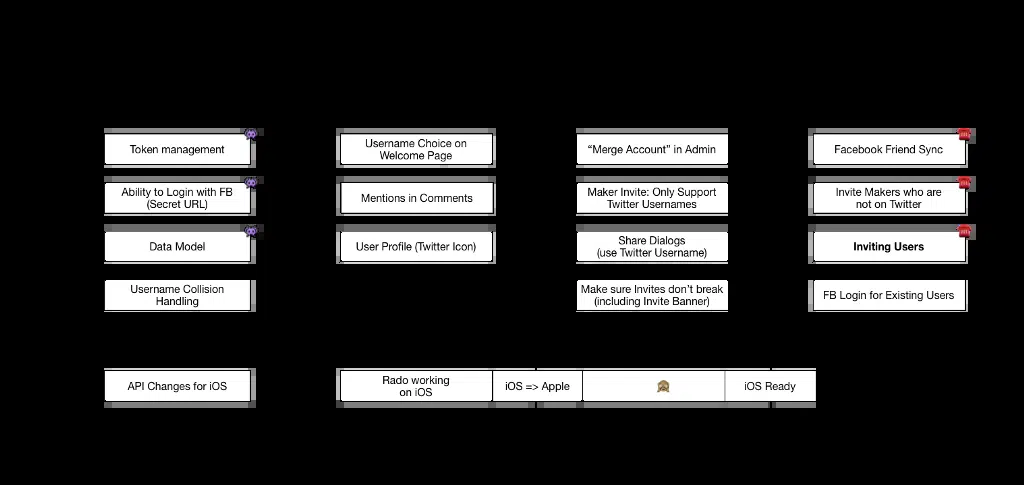 Token management
Username Choice on
Welcome Page
“Merge Account” in Admin
Facebook Friend Sync
Ability to Login with FB
(Secret URL)
Mentions in Comments
Maker Invite: Only Support
Twitter Usernames
Invite Makers who are
not on Twitter
Data Model
User Profile (Twitter Icon)
Share Dialogs
(use Twitter Username)
Inviting Users
Username Collision
Handling
Make sure Invites don’t break
(including Invite Banner)
FB Login for Existing Users
API Changes for iOS
Rado working
on iOS
iOS => Apple
iOS Ready